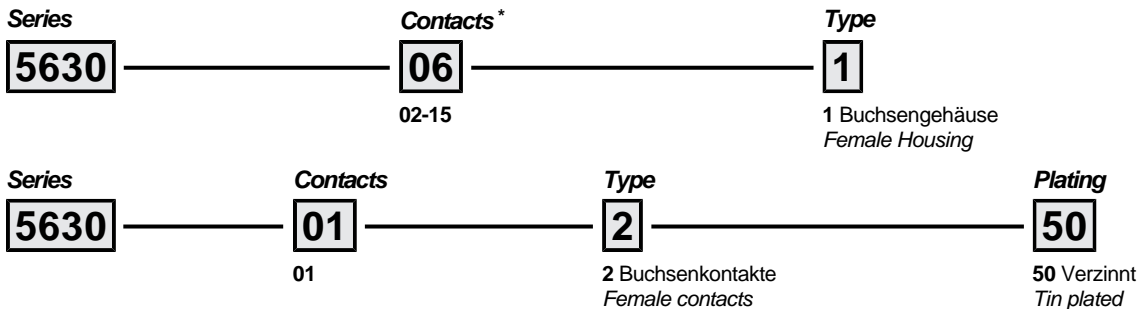 Series Contacts* Type
5630 06 1
02-15 1 Buchsengehäuse
Female Housing
Series Contacts Type Plating
5630 01 2 50
01 2 Buchsenkontakte 50 Verzinnt
Female contacts Tin plated